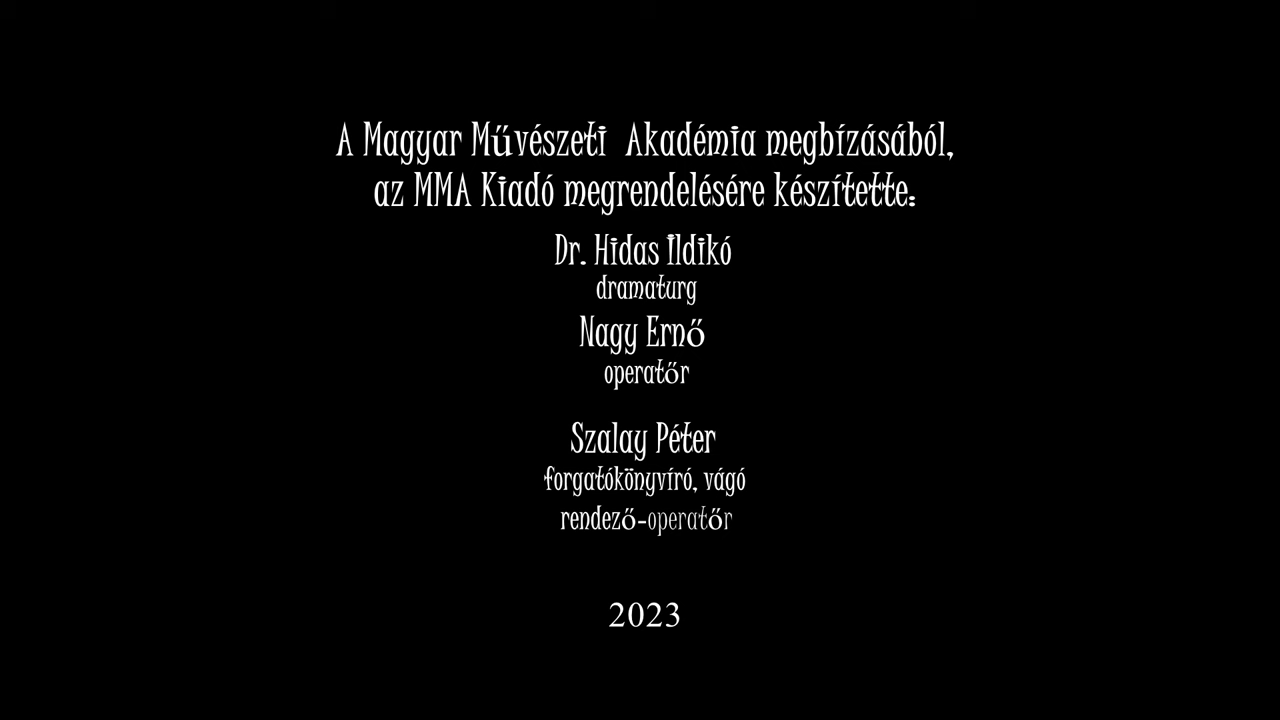 A Magyar Művészeti Akadémia megbízásából,
az MMA Kiadó megrendelésére készítette:
Dr. Hidas Ildikó
dramaturg
Nagy Ernő
operatőr
Szalay Péter
forgatókönyvíró, vágó
rendező-operatőr
2023